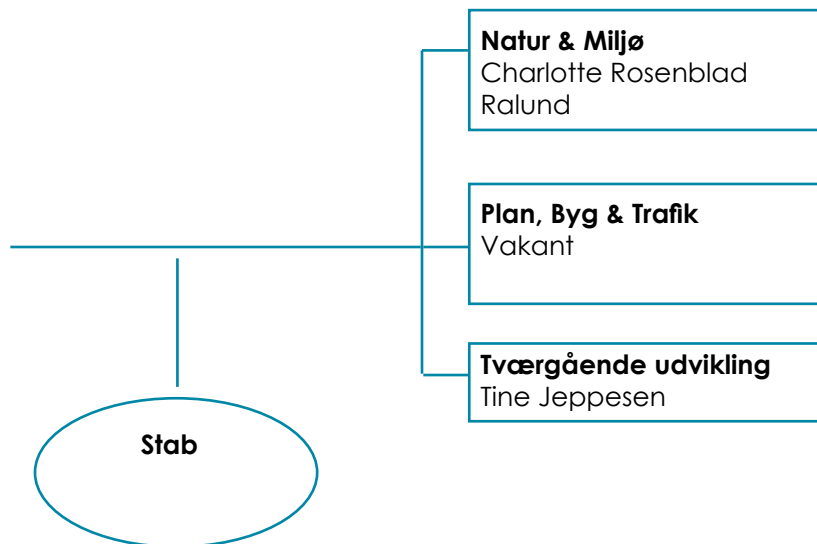 Natur & Miljø
Charlotte Rosenblad
Ralund
Plan, Byg & Trafik
Vakant
Tværgående udvikling
Tine Jeppesen
Stab